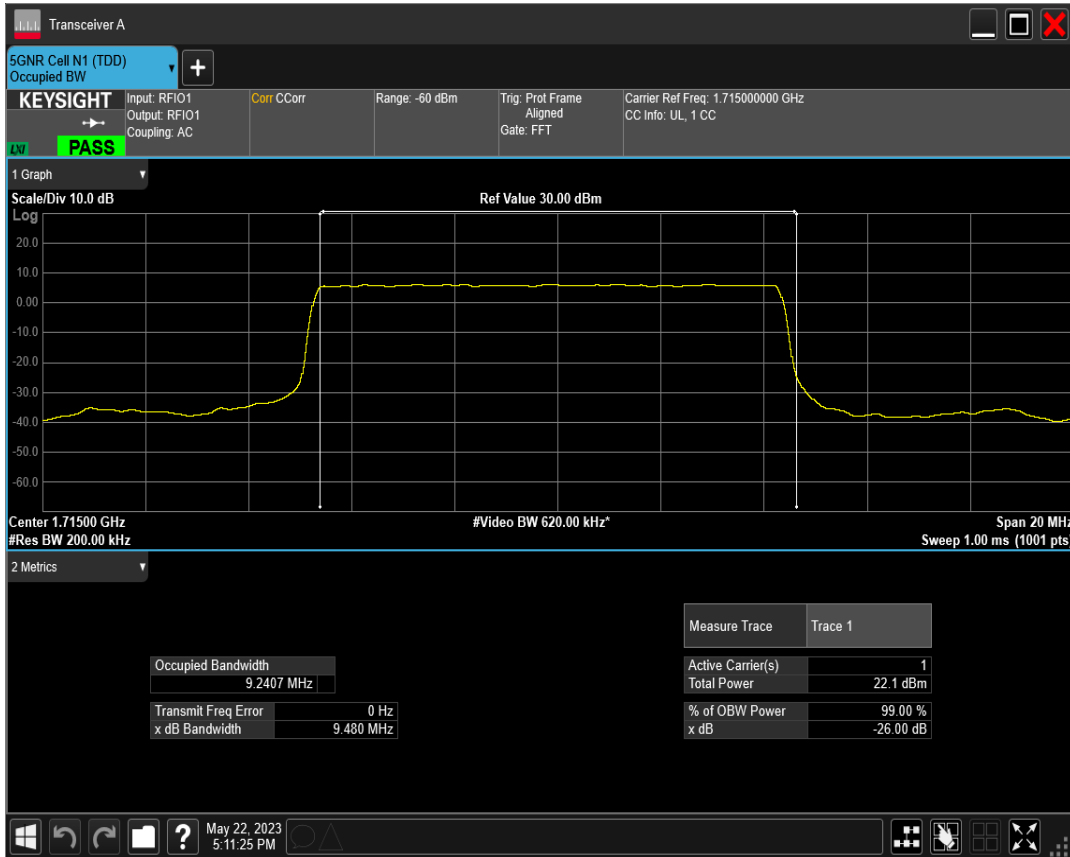 Transceiver A
5GNR Cell N1 (TDD)
Occupied BW
+
KEYSIGHT
LXI
PASS
Input: RFIO1
Output: RFIO1
Coupling: AC
Corr CCorr
Range: -60 dBm
Trig: Prot Frame
Aligned
Gate: FFT
Carrier Ref Freq: 1.715000000 GHz
CC Info: UL, 1 CC
1 Graph
Scale/Div 10.0 dB
Ref Value 30.00 dBm
Log
20.0
10.0
0.00
-10.0
-20.0
-30.0
-40.0
-50.0
-60.0
Center 1.71500 GHz
#Video BW 620.00 kHz*
Span 20 MHz
#Res BW 200.00 kHz
Sweep 1.00 ms (1001 pts)
2 Metrics
Measure Trace Trace 1
Occupied Bandwidth
9.2407 MHz
Active Carrier(s) 1
Total Power 22.1 dBm
Transmit Freq Error 0 Hz
x dB Bandwidth 9.480 MHz
% of OBW Power 99.00 %
x dB -26.00 dB
?
May 22, 2023
5:11:25 PM